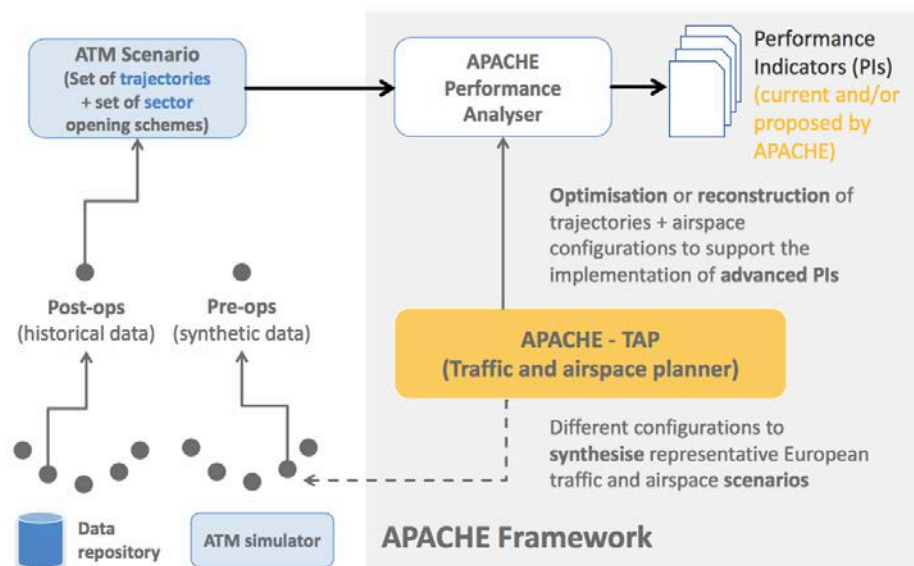 ATM Scenario
(Set of trajectories
+ set of sector
opening schemes)
APACHE
Performance
Analyser
Performance
Indicators (PIs)
(current and/or
proposed by
APACHE)
Optimisation or reconstruction of
trajectories + airspace
configurations to support the
implementation of advanced PIs
Post-ops
(historical data)
Pre-ops
(synthetic data)
APACHE - TAP
(Traffic and airspace planner)
Different configurations to
synthesise representative European
traffic and airspace scenarios
Data
repository
ATM simulator
APACHE Framework